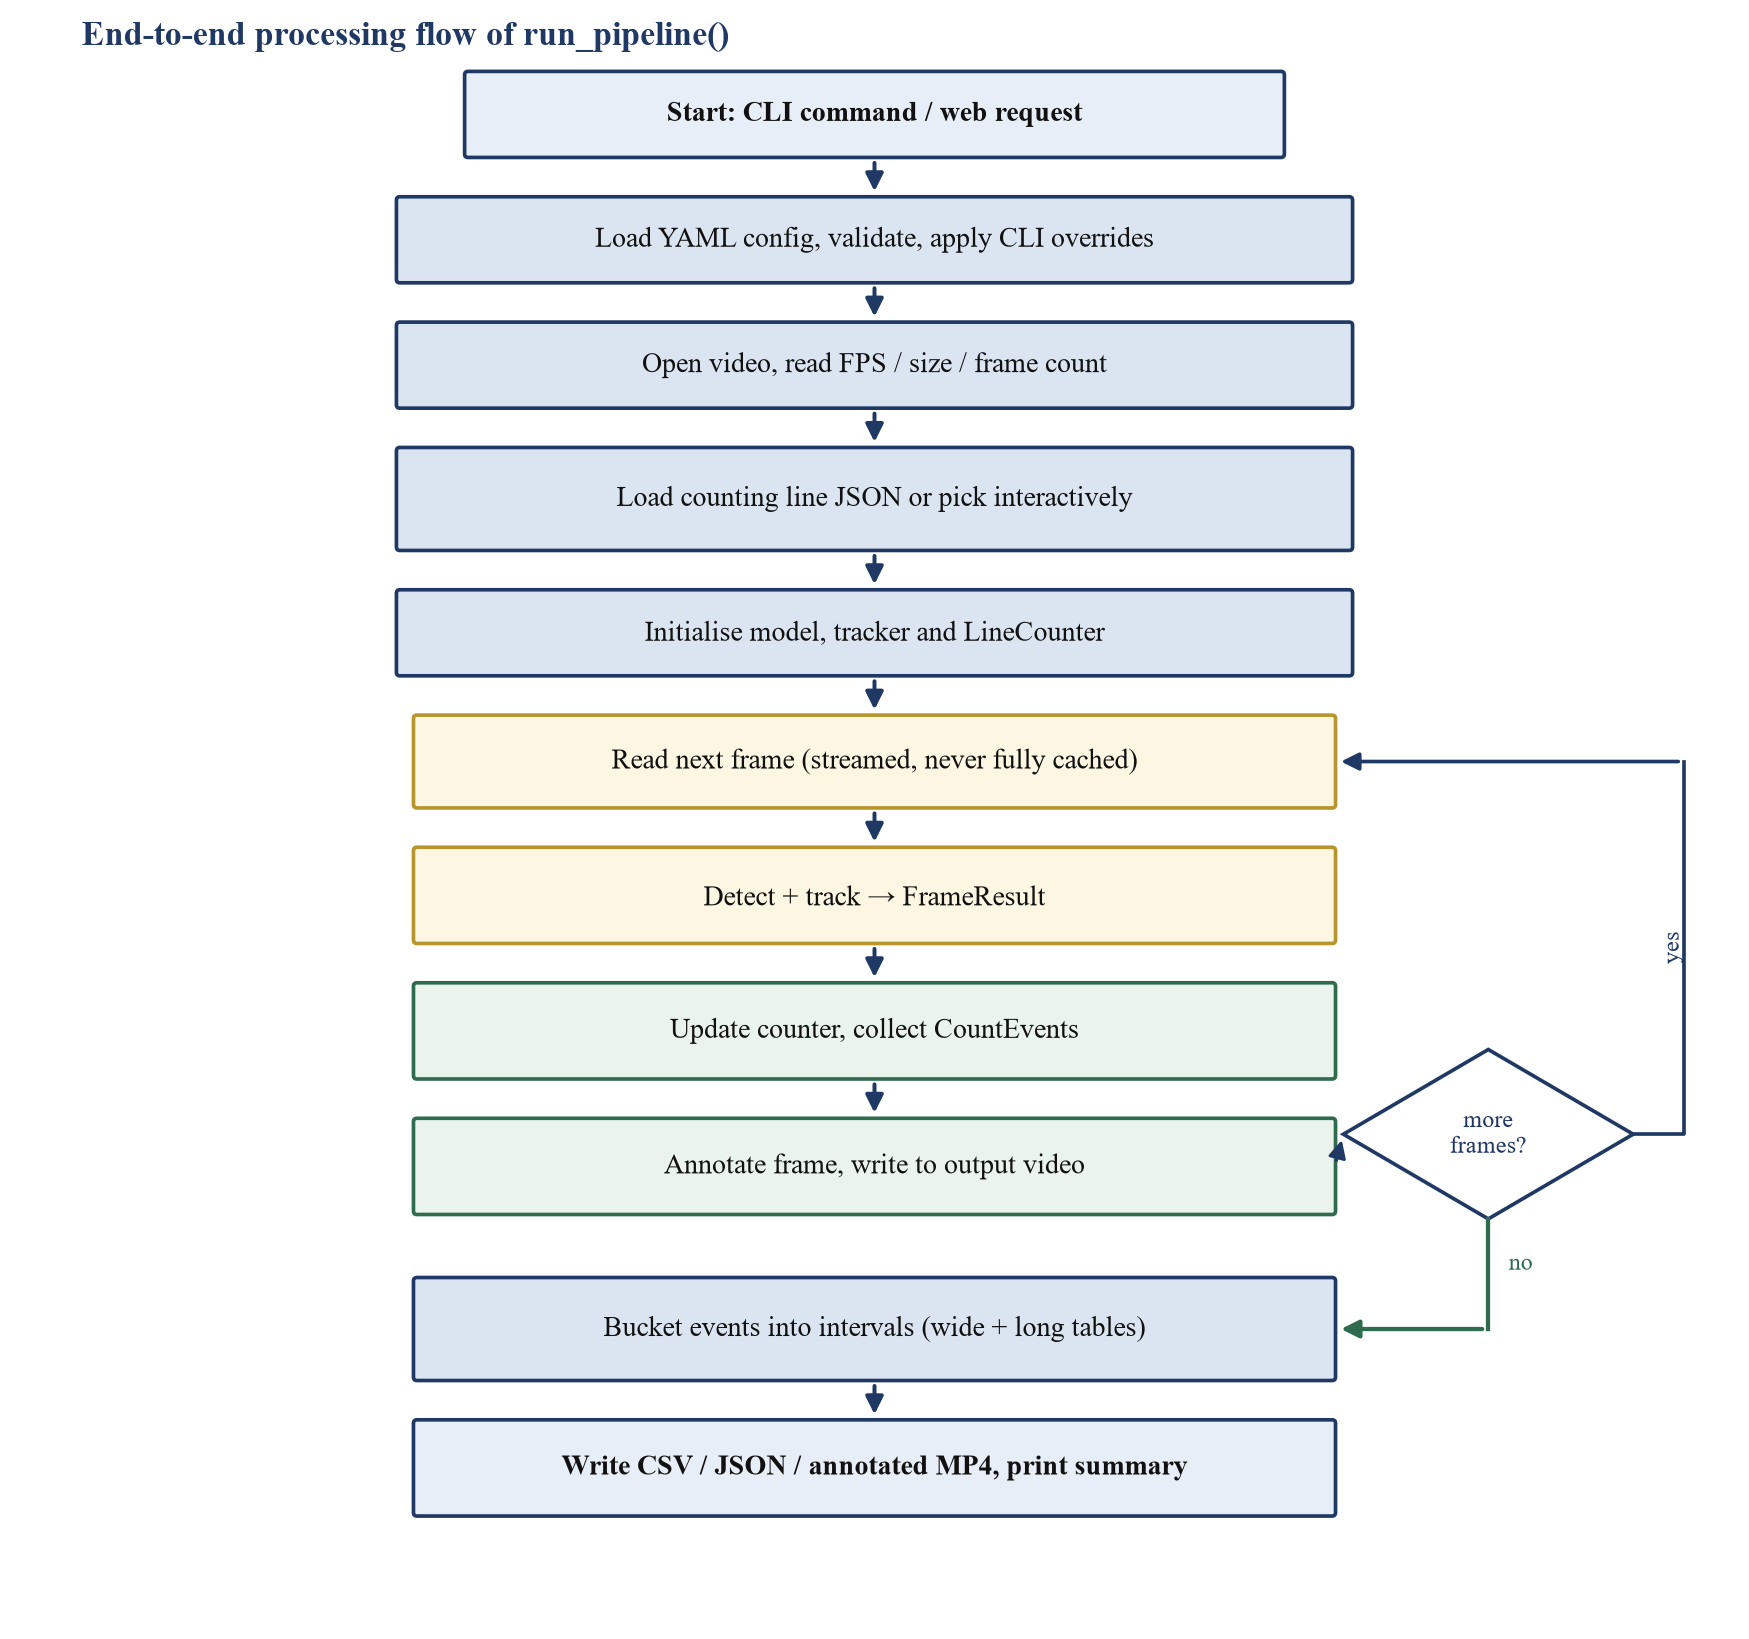 End-to-end processing flow of run_pipeline()
Start: CLI command / web request
Load YAML config, validate, apply CLI overrides
Open video, read FPS / size / frame count
Load counting line JSON or pick interactively
Initialise model, tracker and LineCounter
Read next frame (streamed, never fully cached)
Detect + track → FrameResult
yes
Update counter, collect CountEvents
more
frames?
Annotate frame, write to output video
no
Bucket events into intervals (wide + long tables)
Write CSV / JSON / annotated MP4, print summary